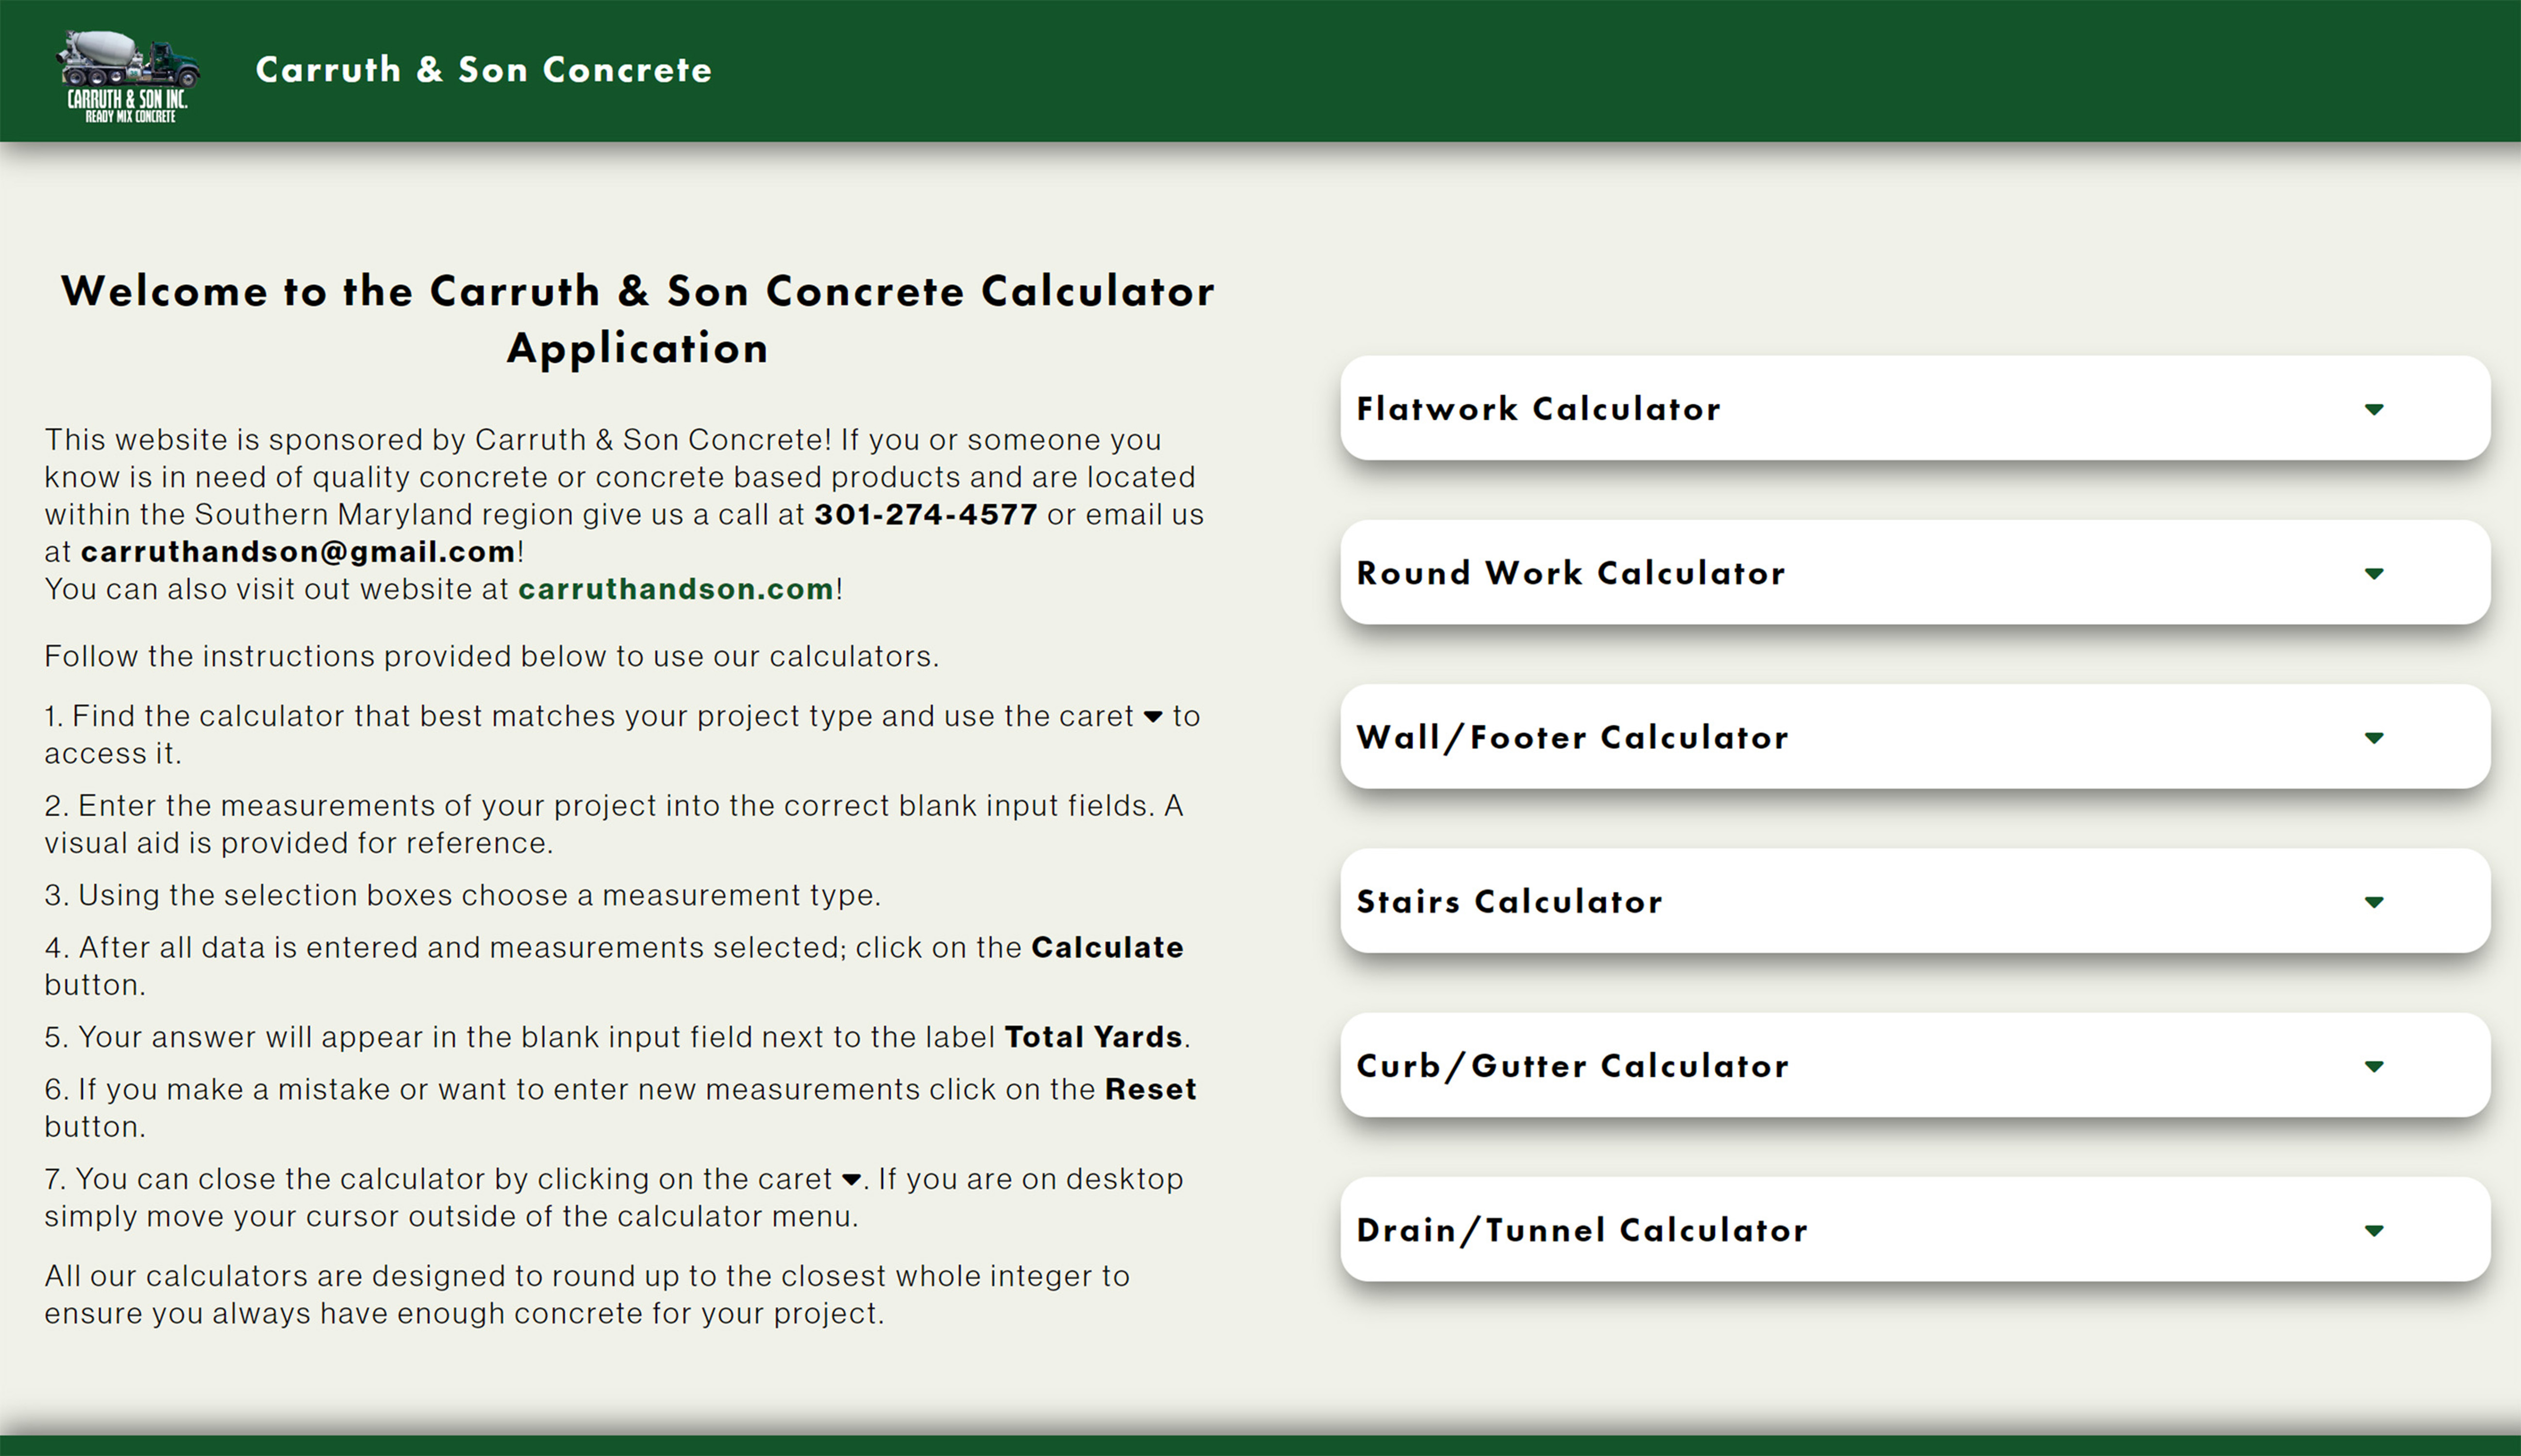 CARRUTH & SON INC.
READY MIX CONCRETE
Carruth & Son Concrete
Welcome to the Carruth & Son Concrete Calculator
Application
This website is sponsored by Carruth & Son Concrete! If you or someone you
know is in need of quality concrete or concrete based products and are located
within the Southern Maryland region give us a call at 301-274-4577 or email us
at carruthandson@gmail.com!
You can also visit out website at carruthandson.com!
Follow the instructions provided below to use our calculators.
1. Find the calculator that best matches your project type and use the caret ▼ to
access it.
2. Enter the measurements of your project into the correct blank input fields. A
visual aid is provided for reference.
3. Using the selection boxes choose a measurement type.
4. After all data is entered and measurements selected; click on the Calculate
button.
5. Your answer will appear in the blank input field next to the label Total Yards.
6. If you make a mistake or want to enter new measurements click on the Reset
button.
7. You can close the calculator by clicking on the caret ▼. If you are on desktop
simply move your cursor outside of the calculator menu.
All our calculators are designed to round up to the closest whole integer to
ensure you always have enough concrete for your project.
Flatwork Calculator
Round Work Calculator
Wall/Footer Calculator
Stairs Calculator
Curb/Gutter Calculator
Drain/Tunnel Calculator